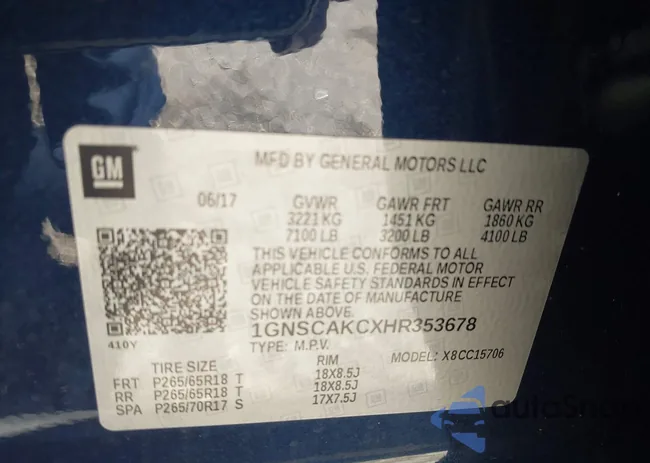 GM
MFD BY GENERAL MOTORS LLC
06/17 GVWR GAWR FRT GAWR RR
3221 KG 1451 KG 1860 KG
7100 LB 3200 LB 4100 LB
THIS VEHICLE CONFORMS TO ALL
APPLICABLE U.S. FEDERAL MOTOR
VEHICLE SAFETY STANDARDS IN EFFECT
ON THE DATE OF MANUFACTURE
SHOWN ABOVE.
1GNSCAKCXHR353678
410Y
TYPE: M.P.V. MODEL: X8CC15706
TIRE SIZE RIM
FRT P265/65R18 T 18X8.5J
RR P265/65R18 T 18X8.5J
SPA P265/70R17 S 17X7.5J